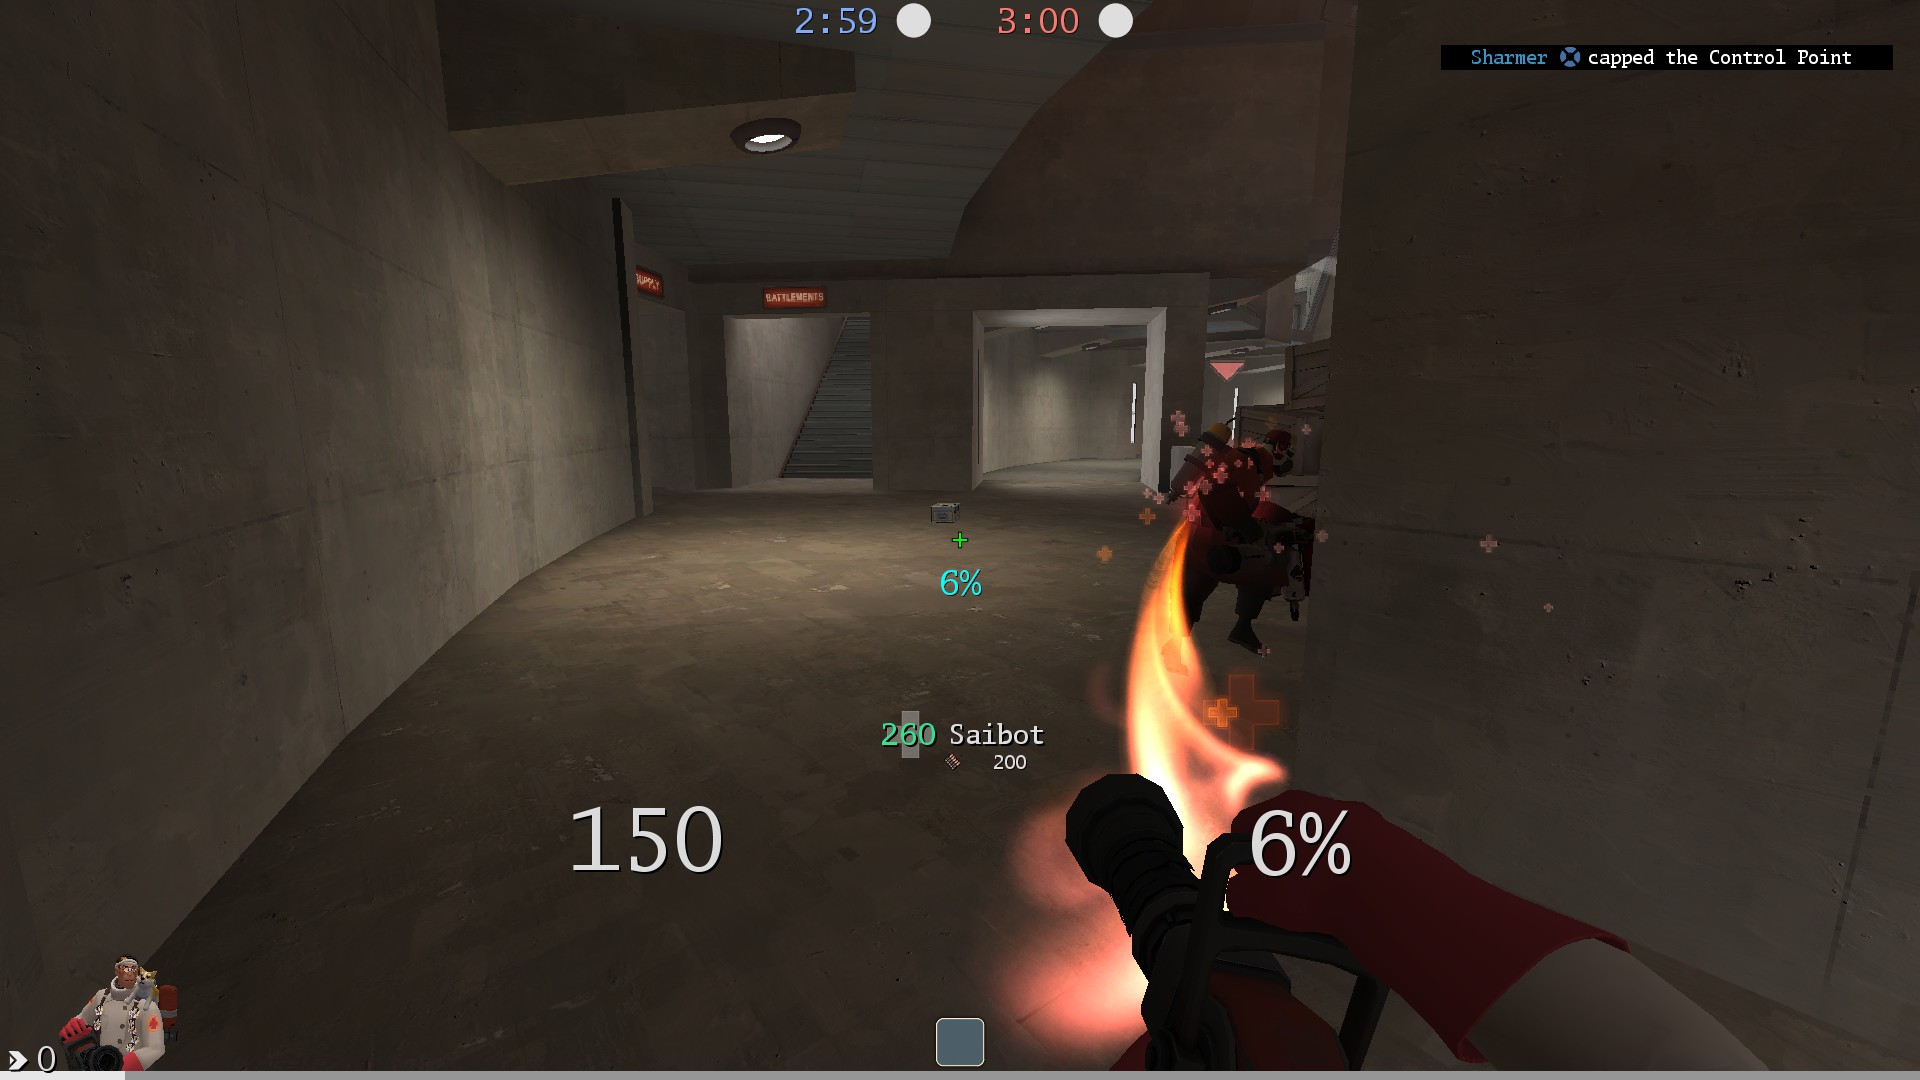 2:59 3:00
Sharmer capped the Control Point
SUPPLY
BATTLEMENTS
6%
260 Saibot
200
150
6%
0